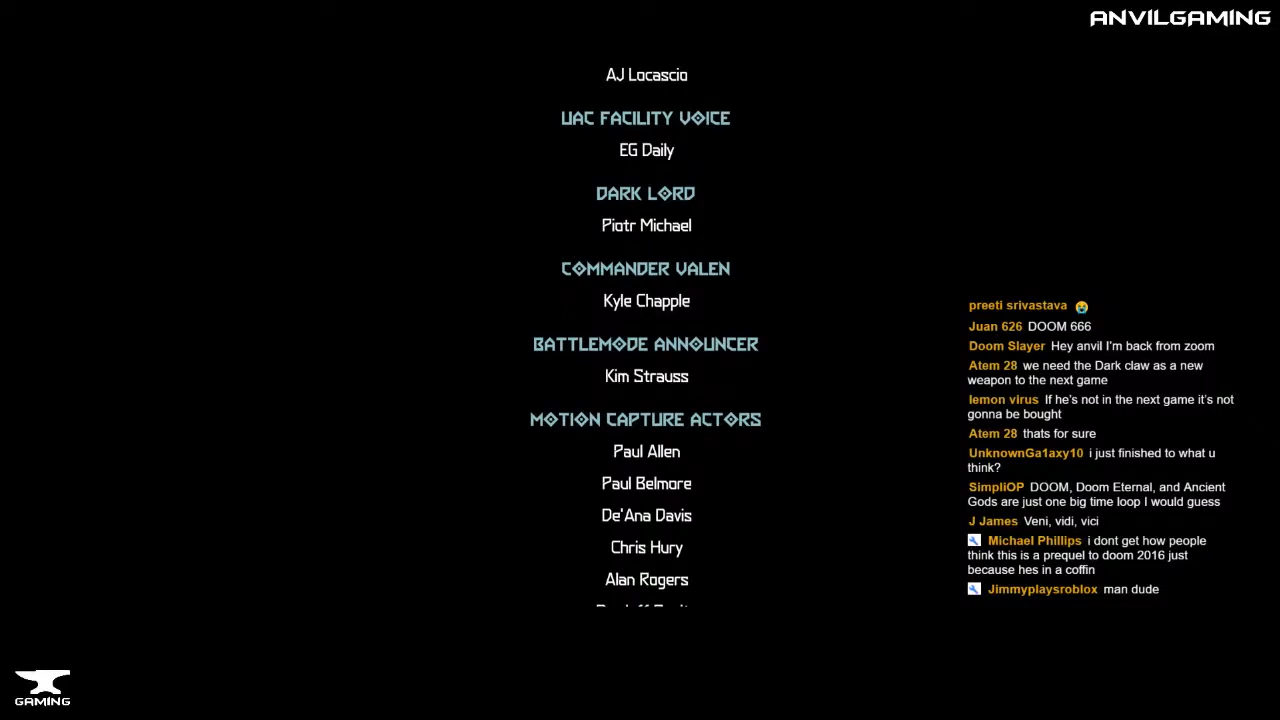 ANVILGAMING
AJ Locascio
UAC FACILITY VOICE
EG Daily
DARK LORD
Piotr Michael
COMMANDER VALEN
Kyle Chapple
BATTLEMODE ANNOUNCER
Kim Strauss
MOTION CAPTURE ACTORS
Paul Allen
Paul Belmore
De'Ana Davis
Chris Hury
Alan Rogers
preeti srivastava 😭
Juan 626 DOOM 666
Doom Slayer Hey anvil I'm back from zoom
Atem 28 we need the Dark claw as a new
weapon to the next game
lemon virus If he's not in the next game it's not
gonna be bought
Atem 28 thats for sure
UnknownGa1axy10 i just finished to what u
think?
SimpliOP DOOM, Doom Eternal, and Ancient
Gods are just one big time loop I would guess
J James Veni, vidi, vici
Michael Phillips i dont get how people
think this is a prequel to doom 2016 just
because hes in a coffin
Jimmyplaysroblox man dude
GAMING